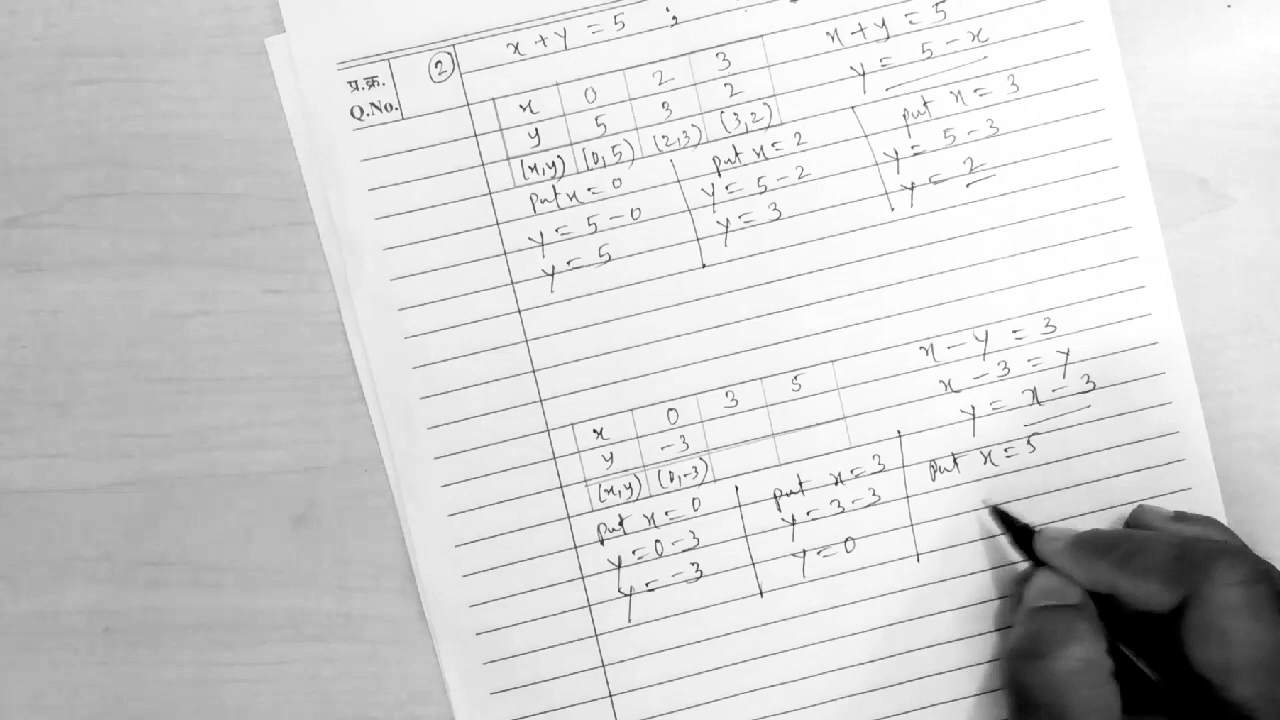 x + y = 5 ;
प्र.क्र.
Q.No.
2
x 0 2 3
y 5 3 2
(x,y) (0,5) (2,3) (3,2)
x + y = 5
y = 5 - x
put x = 0
y = 5 - 0
y = 5
put x = 2
y = 5 - 2
y = 3
put x = 3
y = 5 - 3
y = 2
x - y = 3
x - 3 = y
y = x - 3
x 0 3 5
y -3
(x,y) (0,-3)
put x = 0
y = 0 - 3
y = -3
put x = 3
y = 3 - 3
y = 0
put x = 5